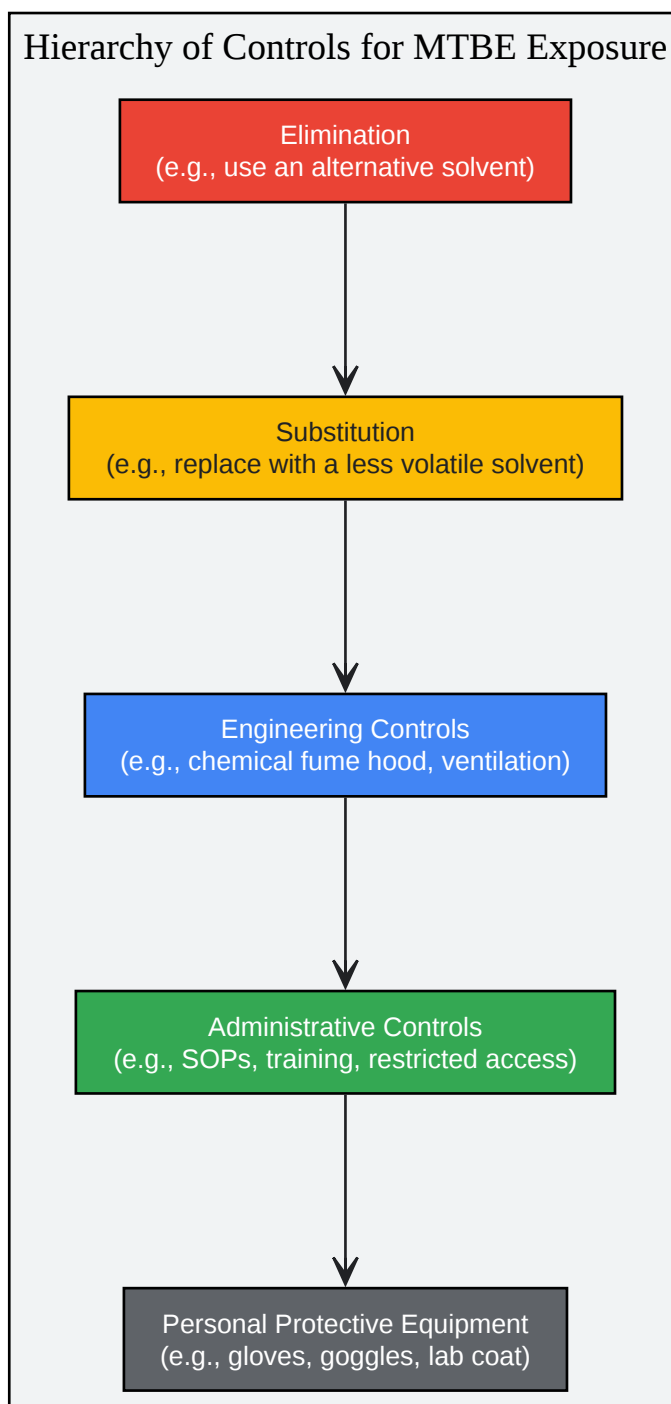 Hierarchy of Controls for MTBE Exposure
Elimination
(e.g., use an alternative solvent)
Substitution
(e.g., replace with a less volatile solvent)
Engineering Controls
(e.g., chemical fume hood, ventilation)
Administrative Controls
(e.g., SOPs, training, restricted access)
Personal Protective Equipment
(e.g., gloves, goggles, lab coat)